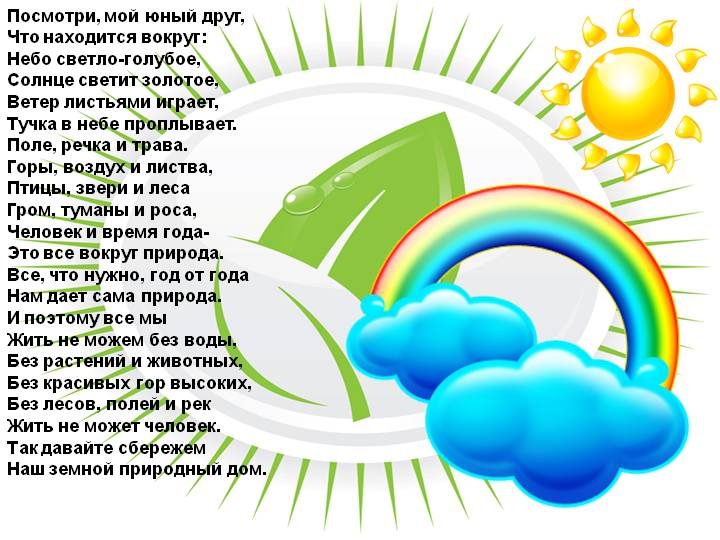 Посмотри, мой юный друг,
Что находится вокруг:
Небо светло-голубое,
Солнце светит золотое,
Ветер листьями играет,
Тучка в небе проплывает.
Поле, речка и трава.
Горы, воздух и листва,
Птицы, звери и леса
Гром, туманы и роса,
Человек и время года-
Это все вокруг природа.
Все, что нужно, год от года
Нам дает сама природа.
И поэтому все мы
Жить не можем без воды,
Без растений и животных,
Без красивых гор высоких,
Без лесов, полей и рек
Жить не может человек.
Так давайте сбережем
Наш земной природный дом.